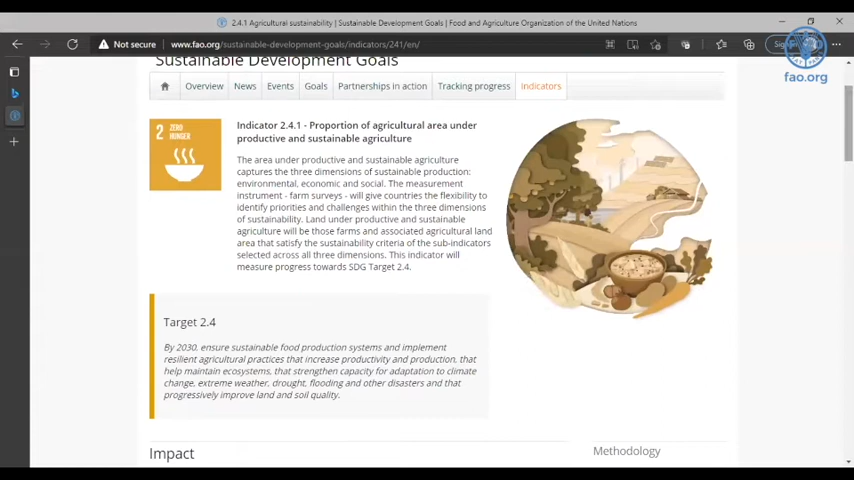 2.4.1 Agricultural sustainability | Sustainable Development Goals | Food and Agriculture Organization of the United Nations
Not secure www.fao.org/sustainable-development-goals/indicators/241/en/
fao.org
Sustainable Development Goals
Overview News Events Goals Partnerships in action Tracking progress Indicators
2 ZERO
HUNGER
Indicator 2.4.1 - Proportion of agricultural area under
productive and sustainable agriculture
The area under productive and sustainable agriculture
captures the three dimensions of sustainable production:
environmental, economic and social. The measurement
instrument - farm surveys - will give countries the flexibility to
identify priorities and challenges within the three dimensions
of sustainability. Land under productive and sustainable
agriculture will be those farms and associated agricultural land
area that satisfy the sustainability criteria of the sub-indicators
selected across all three dimensions. This indicator will
measure progress towards SDG Target 2.4.
Target 2.4
By 2030, ensure sustainable food production systems and implement
resilient agricultural practices that increase productivity and production, that
help maintain ecosystems, that strengthen capacity for adaptation to climate
change, extreme weather, drought, flooding and other disasters and that
progressively improve land and soil quality.
Impact
Methodology